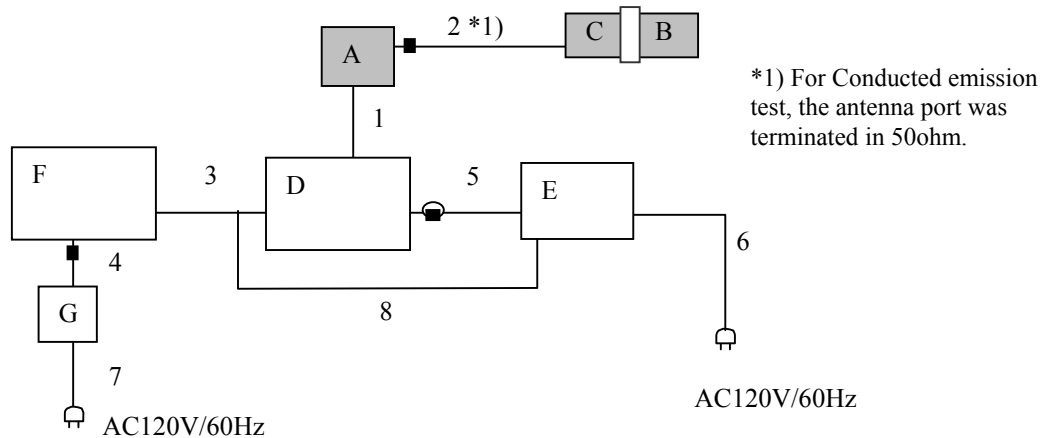 2 *1)
A
C
B
*1) For Conducted emission
test, the antenna port was
terminated in 50ohm.
1
F
3
D
5
E
6
4
G
8
7
AC120V/60Hz
AC120V/60Hz